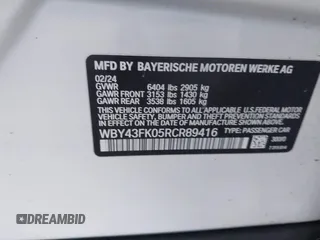 MFD BY BAYERISCHE MOTOREN WERKE AG
02/24
GVWR 6404 lbs 2905 kg
GAWR FRONT 3153 lbs 1430 kg
GAWR REAR 3538 lbs 1605 kg
THIS VEHICLE CONFORMS TO ALL APPLICABLE U.S. FEDERAL
MOTOR VEHICLE SAFETY, BUMPER, AND THEFT PREVENTION
STANDARDS IN EFFECT ON THE DATE OF MANUFACTURE SHOWN ABOVE.
WBY43FK05RCR89416 TYPE: PASSENGER CAR
DREAMBID